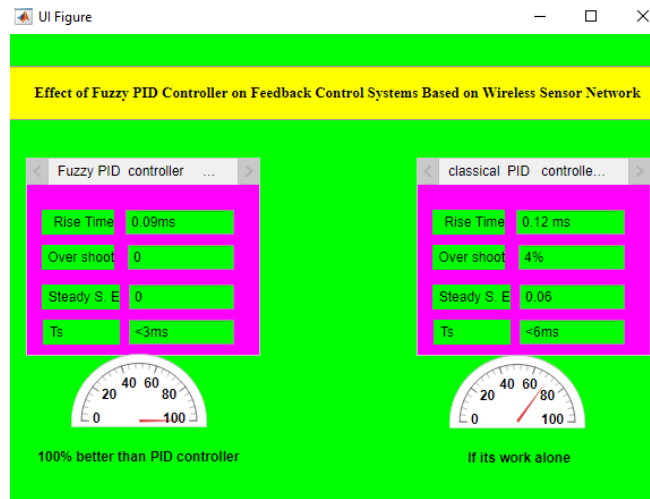 UI Figure
Effect of Fuzzy PID Controller on Feedback Control Systems Based on Wireless Sensor Network
Fuzzy PID controller ...
Rise Time 0.09ms
Over shoot 0
Steady S. E 0
Ts <3ms
0 20 40 60 80 100
100% better than PID controller
classical PID controlle...
Rise Time 0.12 ms
Over shoot 4%
Steady S. E 0.06
Ts <6ms
0 20 40 60 80 100
If its work alone